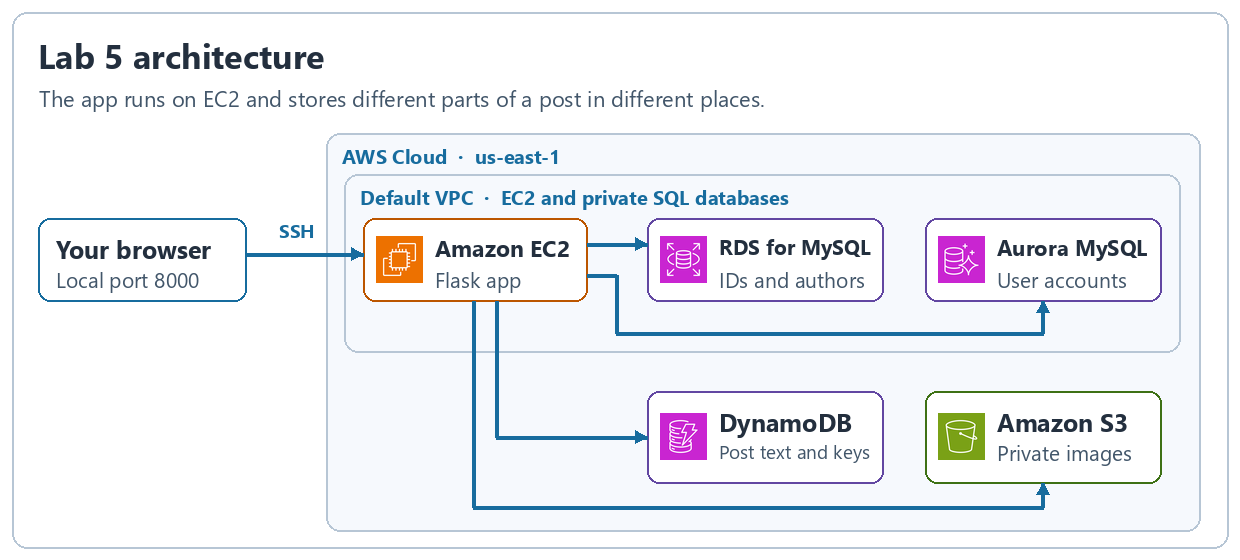 Lab 5 architecture
The app runs on EC2 and stores different parts of a post in different places.
AWS Cloud · us-east-1
Default VPC · EC2 and private SQL databases
Your browser
Local port 8000
SSH
Amazon EC2
Flask app
RDS for MySQL
IDs and authors
Aurora MySQL
User accounts
DynamoDB
Post text and keys
Amazon S3
Private images